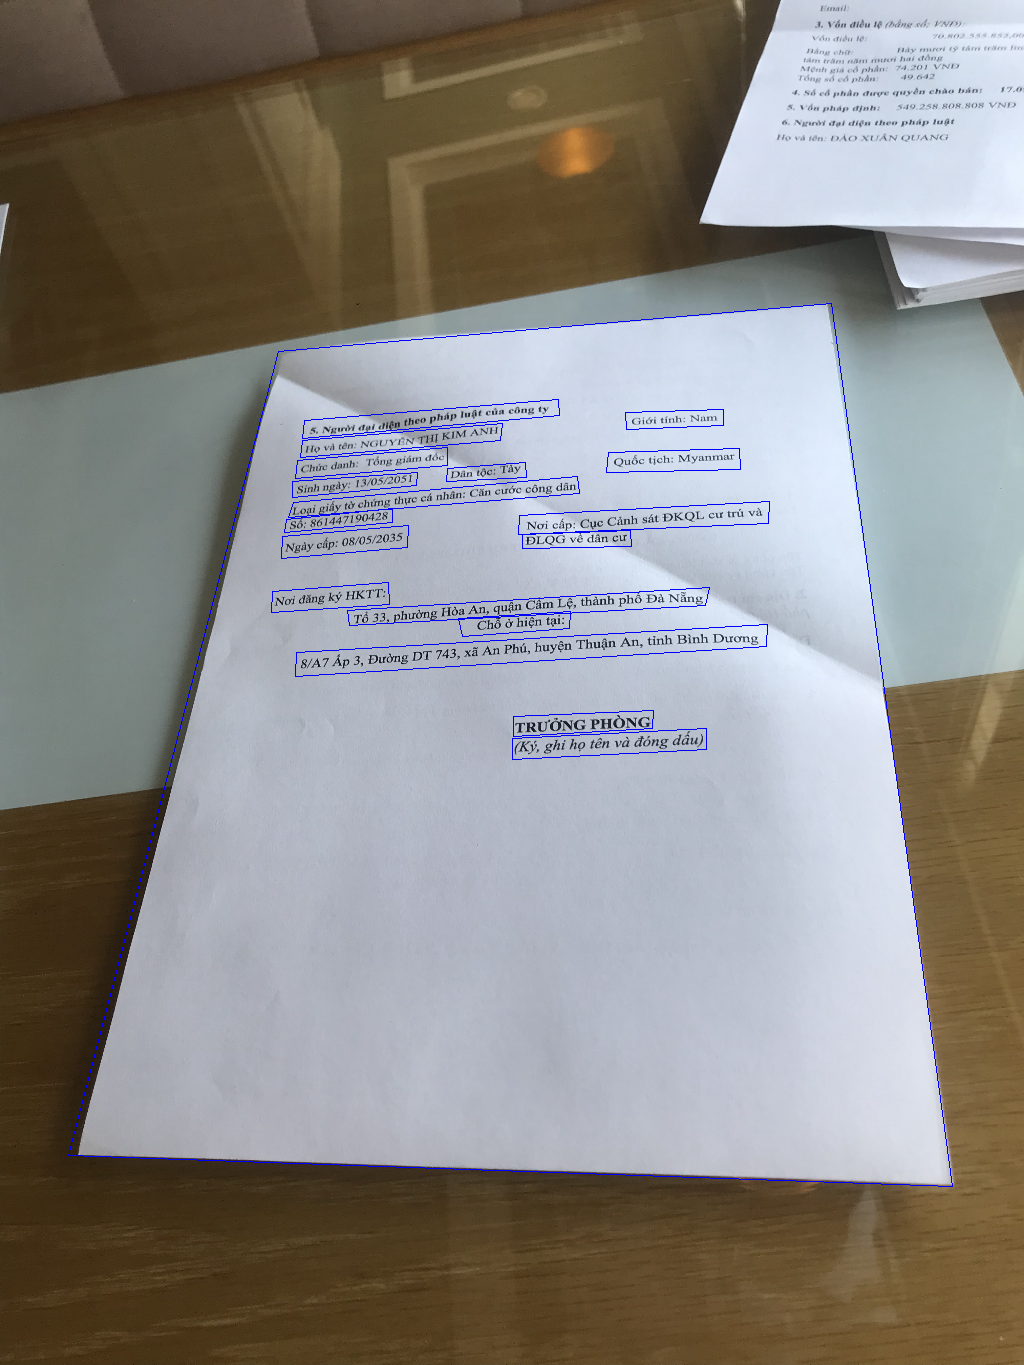 Email:
3. Vốn điều lệ (bằng số; VNĐ):
Vốn điều lệ: 70.802.555.852,00
Bằng chữ: Bảy mươi tỷ tám trăm
tám trăm năm mươi hai đồng
Mệnh giá cổ phần: 74.201 VNĐ
Tổng số cổ phần: 49.642
4. Số cổ phần được quyền chào bán: 17.0
5. Vốn pháp định: 549.258.808.808 VNĐ
6. Người đại diện theo pháp luật
Họ và tên: ĐÀO XUÂN QUANG
5. Người đại diện theo pháp luật của công ty
Họ và tên: NGUYỄN THỊ KIM ANH Giới tính: Nam
Chức danh: Tổng giám đốc
Sinh ngày: 13/05/2051 Dân tộc: Tày Quốc tịch: Myanmar
Loại giấy tờ chứng thực cá nhân: Căn cước công dân
Số: 861447190428
Ngày cấp: 08/05/2035 Nơi cấp: Cục Cảnh sát ĐKQL cư trú và
ĐLQG về dân cư
Nơi đăng ký HKTT:
Tổ 33, phường Hòa An, quận Cẩm Lệ, thành phố Đà Nẵng
Chỗ ở hiện tại:
8/A7 Ấp 3, Đường DT 743, xã An Phú, huyện Thuận An, tỉnh Bình Dương
TRƯỞNG PHÒNG
(Ký, ghi họ tên và đóng dấu)